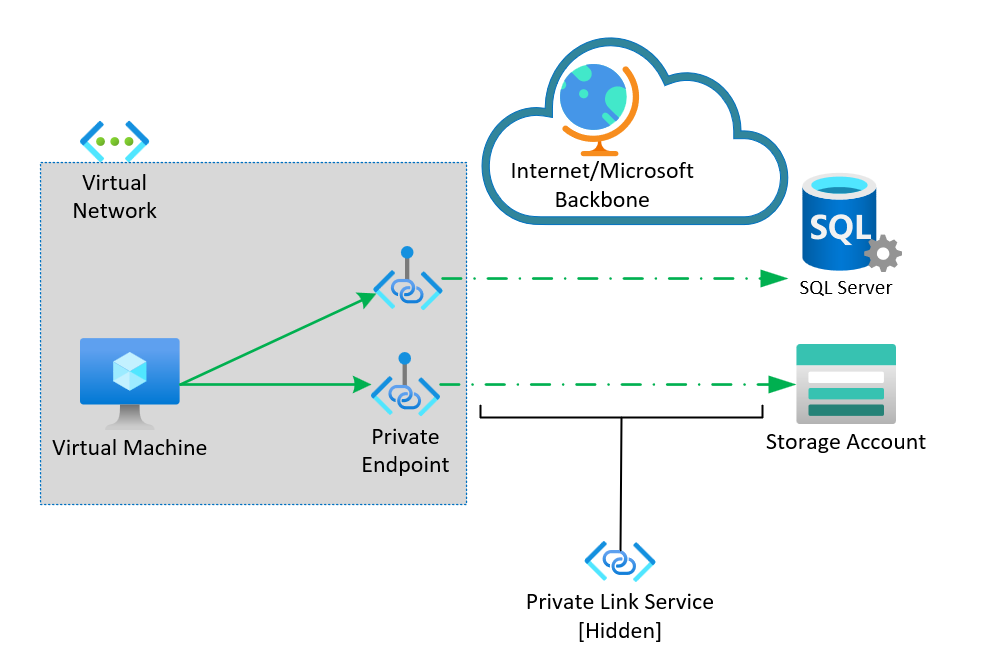 Internet/Microsoft
Backbone
Virtual
Network
SQL
SQL Server
Virtual Machine
Private
Endpoint
Storage Account
Private Link Service
[Hidden]